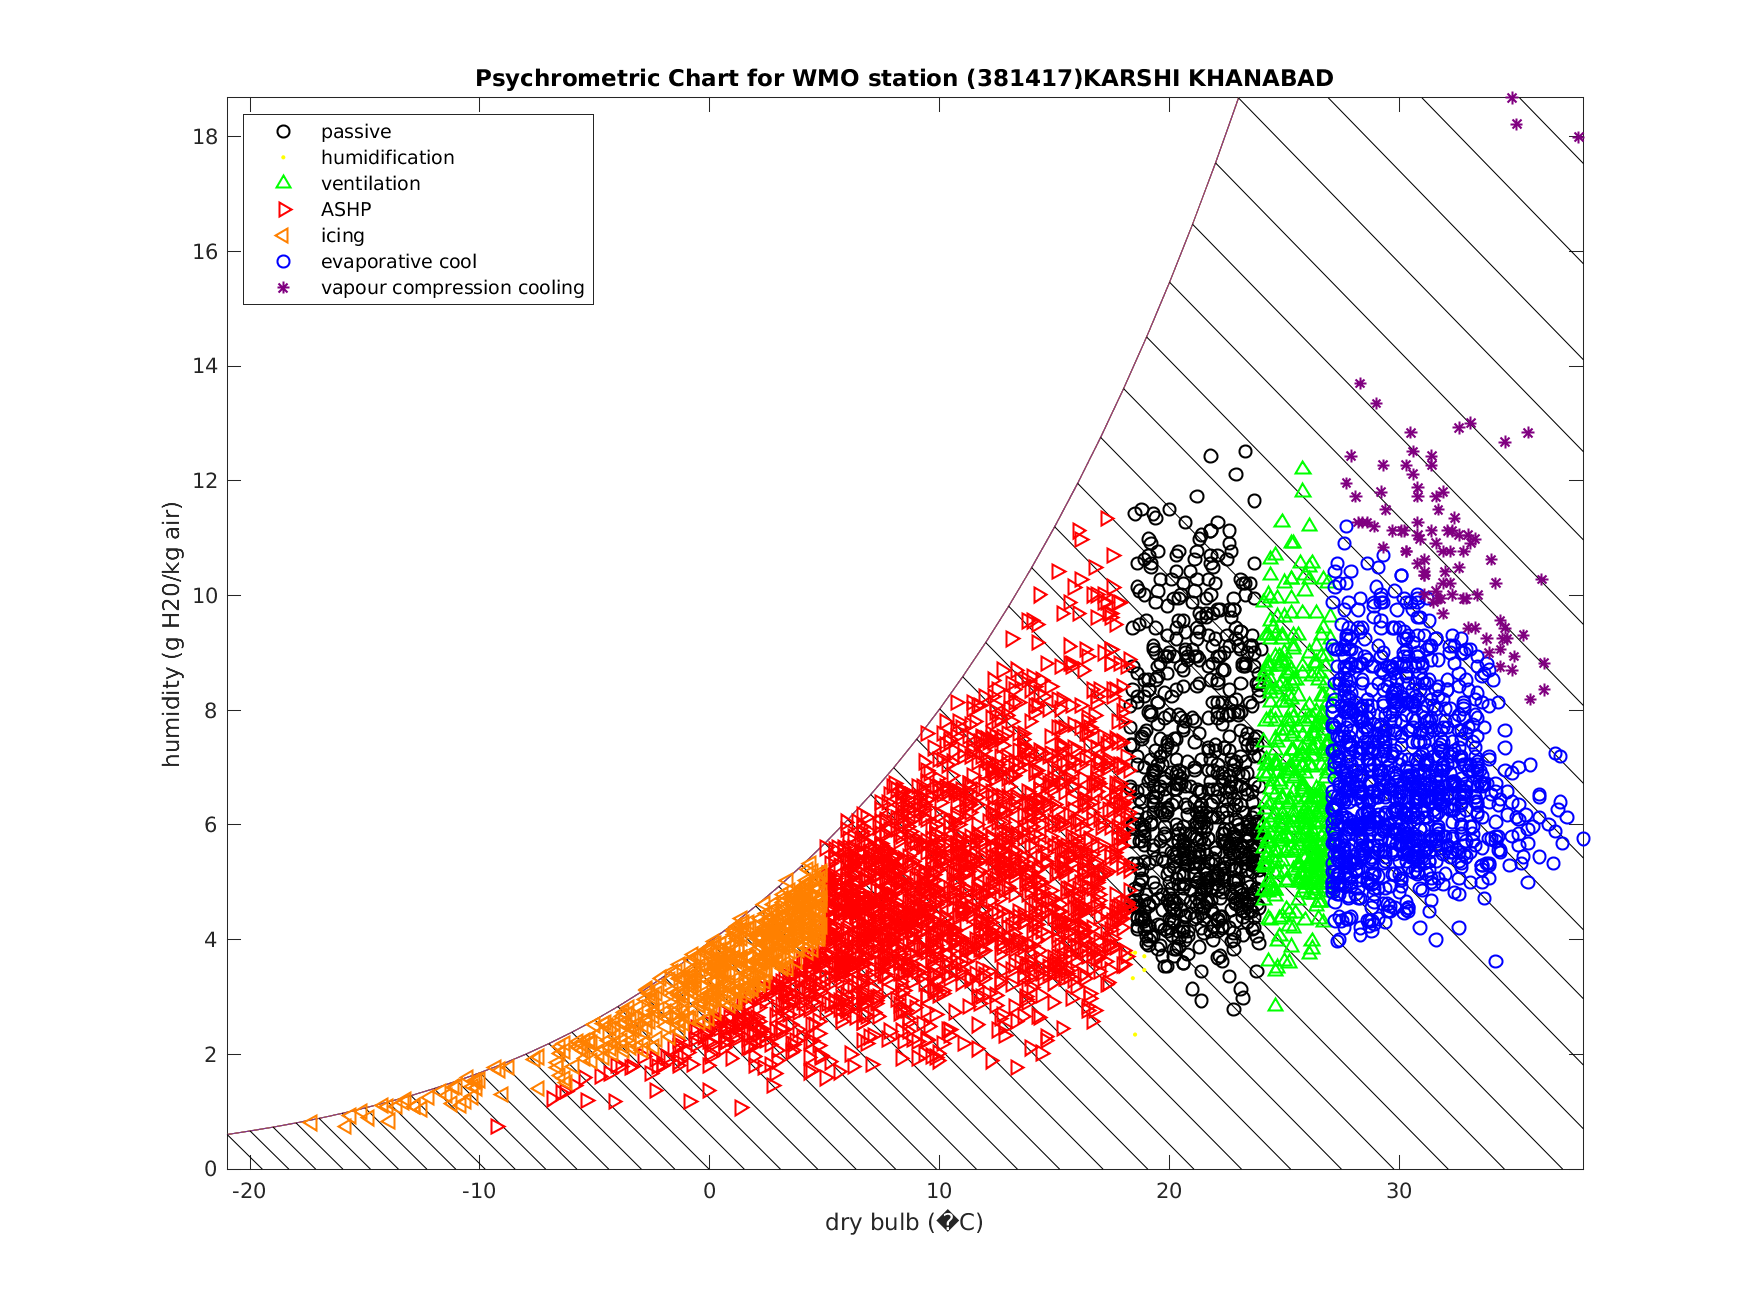 Psychrometric Chart for WMO station (381417)KARSHI KHANABAD
passive
humidification
ventilation
ASHP
icing
evaporative cool
vapour compression cooling
humidity (g H20/kg air)
18
16
14
12
10
8
6
4
2
0
-20 -10 0 10 20 30
dry bulb (�C)